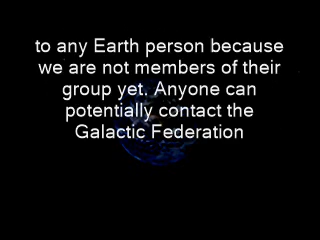 to any Earth person because
we are not members of their
group yet. Anyone can
potentially contact the
Galactic Federation